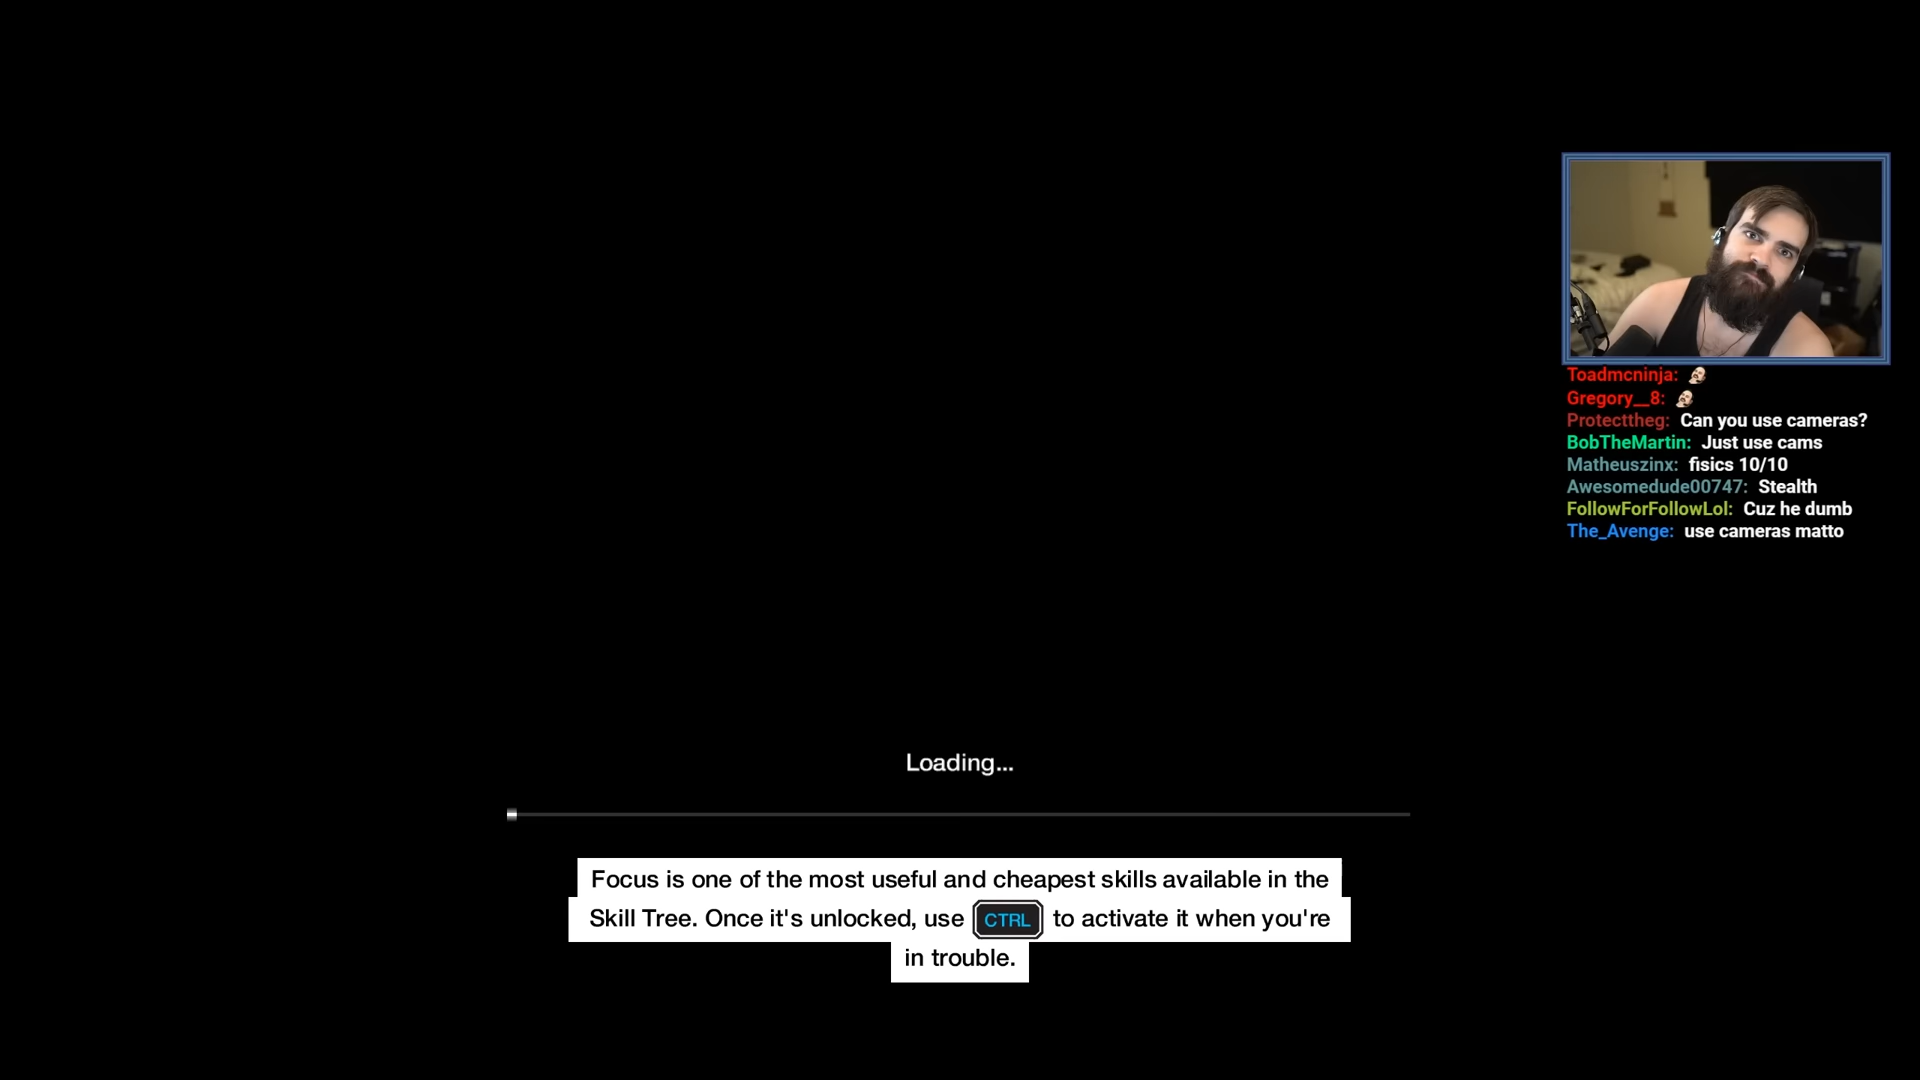 Toadmcninja:
Gregory__8:
Protecttheg: Can you use cameras?
BobTheMartin: Just use cams
Matheuszinx: fisics 10/10
Awesomedude00747: Stealth
FollowForFollowLol: Cuz he dumb
The_Avenge: use cameras matto
Loading...
Focus is one of the most useful and cheapest skills available in the
Skill Tree. Once it's unlocked, use CTRL to activate it when you're
in trouble.